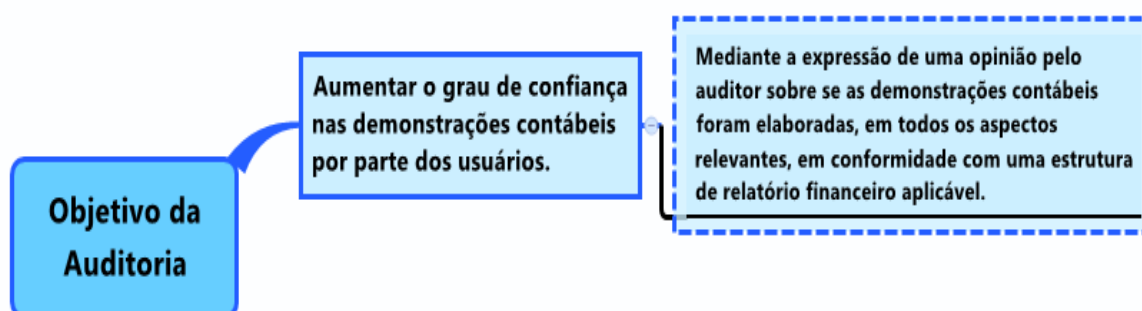 Objetivo da
Auditoria
Aumentar o grau de confiança
nas demonstrações contábeis
por parte dos usuários.
Mediante a expressão de uma opinião pelo
auditor sobre se as demonstrações contábeis
foram elaboradas, em todos os aspectos
relevantes, em conformidade com uma estrutura
de relatório financeiro aplicável.